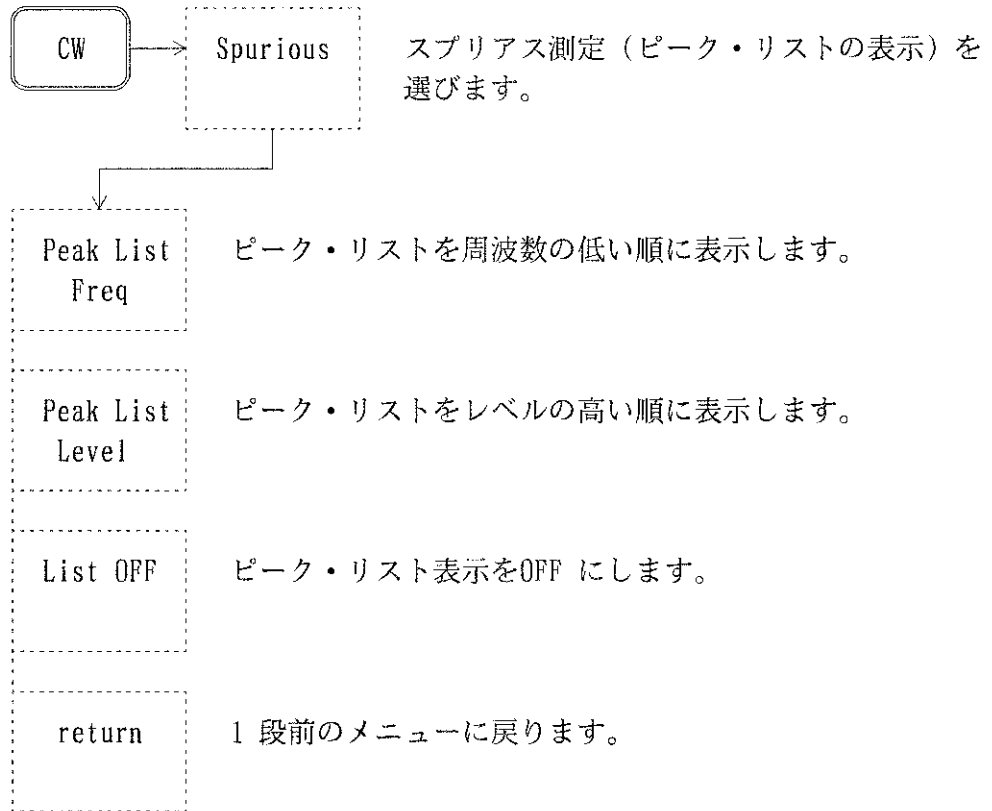 CW
Spurious
スプリアス測定（ピーク・リストの表示）を
選びます。
Peak List
Freq
ピーク・リストを周波数の低い順に表示します。
Peak List
Level
ピーク・リストをレベルの高い順に表示します。
List OFF
ピーク・リスト表示をOFF にします。
return
1 段前のメニューに戻ります。